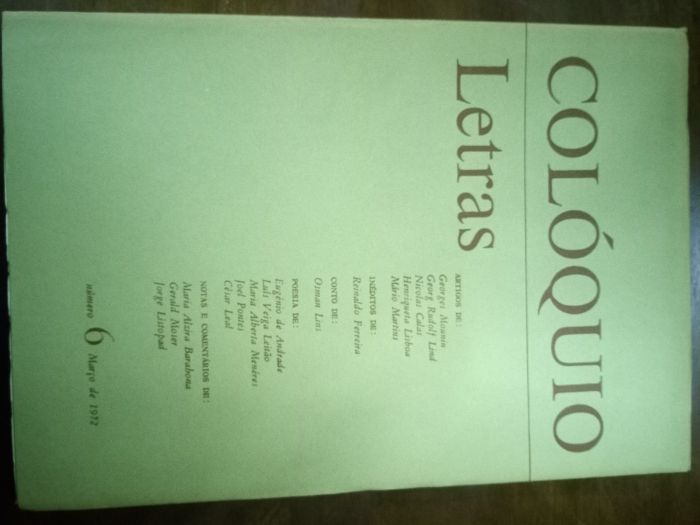 COLÓQUIO
Letras
ARTIGOS DE:
Georges Mounin
Georg Rudolf Lind
Nicolas Calas
Henriqueta Lisboa
Mário Martins
INÉDITOS DE:
Reinaldo Ferreira
CONTO DE:
Osman Lins
POESIA DE:
Eugénio de Andrade
Luís Veiga Leitão
Maria Alberta Menéres
Joel Pontes
César Leal
NOTAS E COMENTÁRIOS DE:
Maria Alzira Barahona
Gerald Moser
Jorge Listopad
número 6 Março de 1972